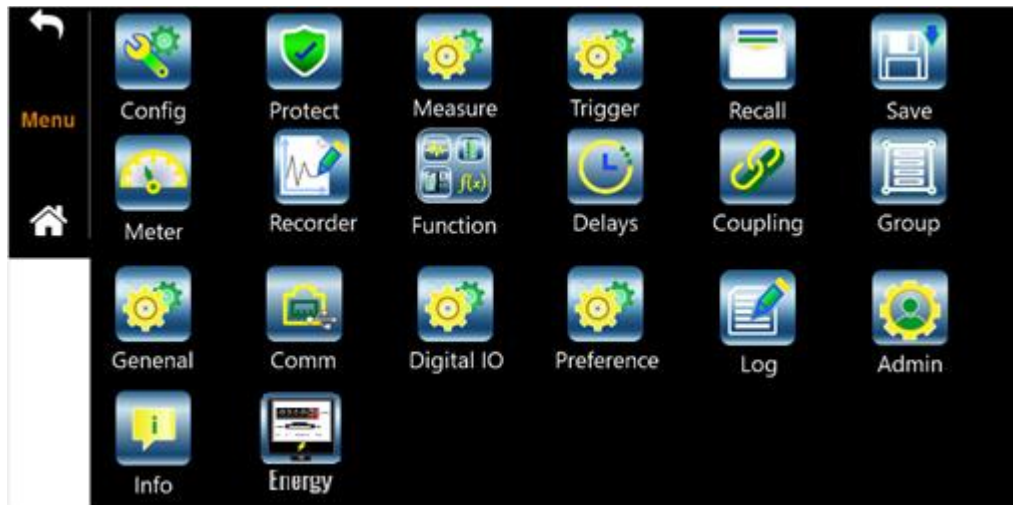 Menu
Config Protect Measure Trigger Recall Save
Meter Recorder Function Delays Coupling Group
Genenal Comm Digital IO Preference Log Admin
Info Energy
f(x)
i